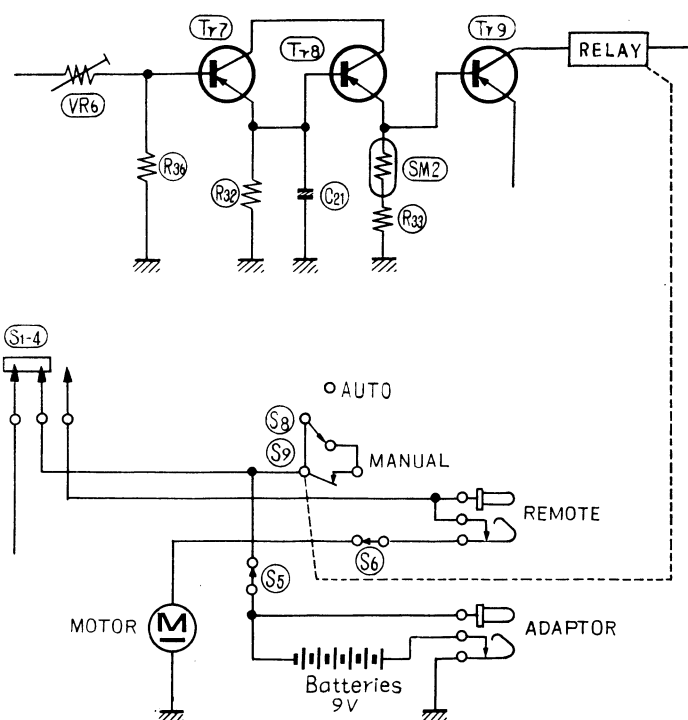 Tr7
Tr8
Tr9
RELAY
VR6
R36
R32
C21
SM2
R33
S1-4
AUTO
S8
S9
MANUAL
REMOTE
S6
S5
MOTOR
M
ADAPTOR
Batteries
9V